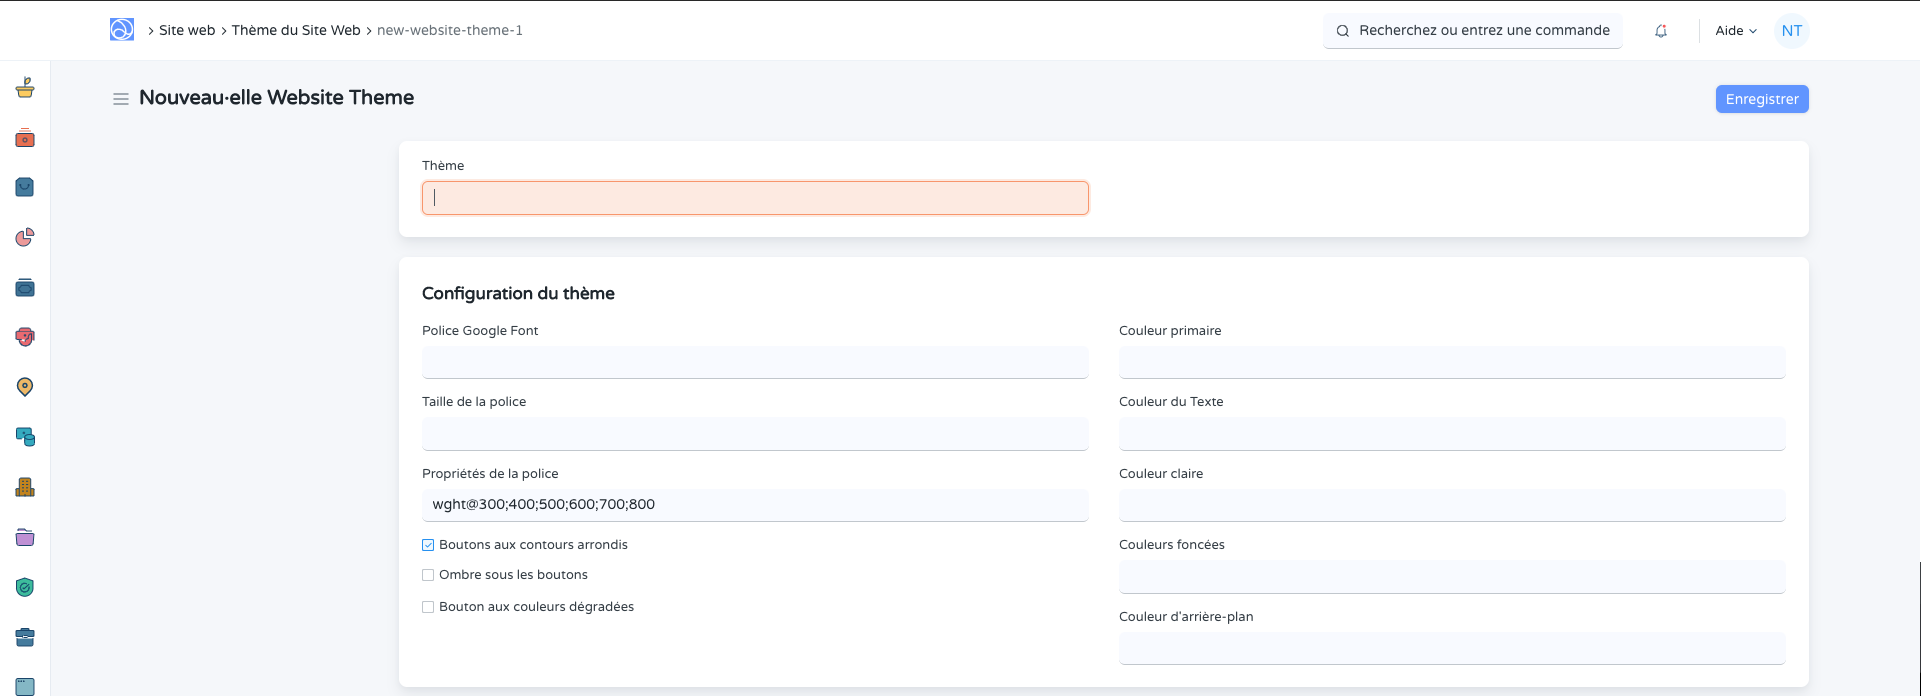 Site web > Thème du Site Web > new-website-theme-1
Recherchez ou entrez une commande
Aide
NT
Nouveau·elle Website Theme
Enregistrer
Thème
Configuration du thème
Police Google Font
Couleur primaire
Taille de la police
Couleur du Texte
Propriétés de la police
wght@300;400;500;600;700;800
Couleur claire
Boutons aux contours arrondis
Couleurs foncées
Ombre sous les boutons
Bouton aux couleurs dégradées
Couleur d'arrière-plan